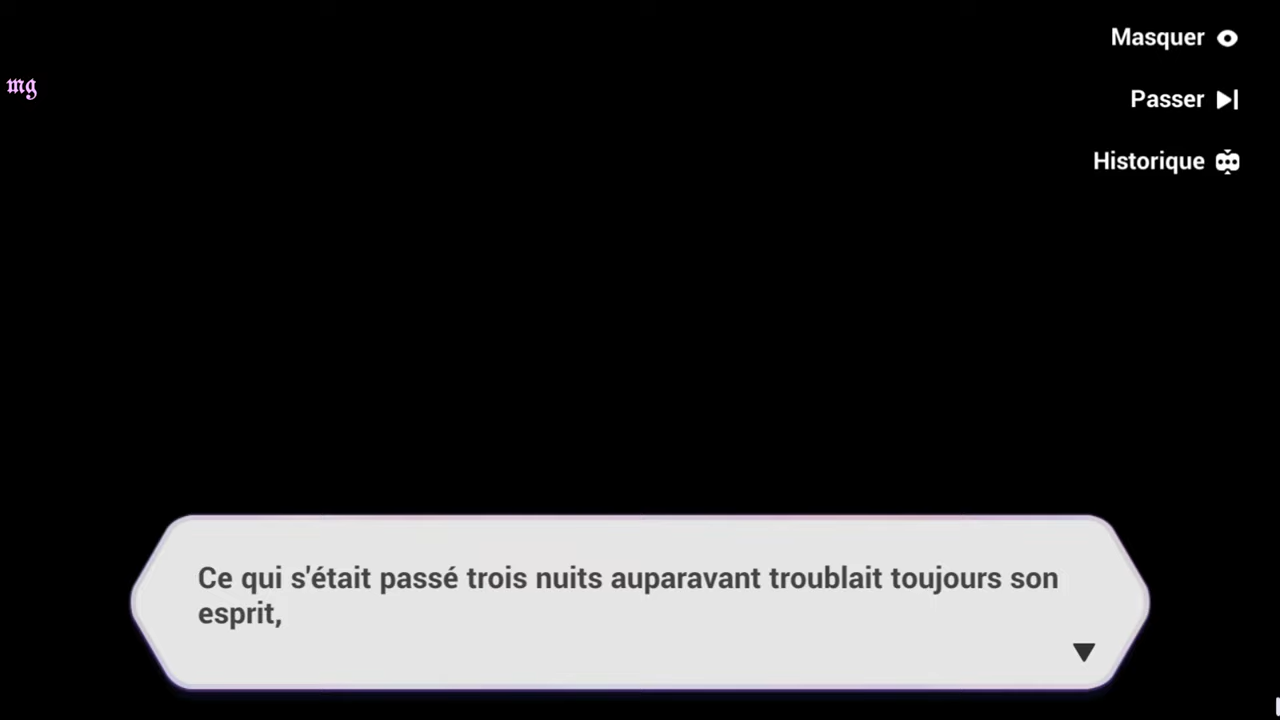 Masquer
mg
Passer
Historique
Ce qui s'était passé trois nuits auparavant troublait toujours son
esprit,